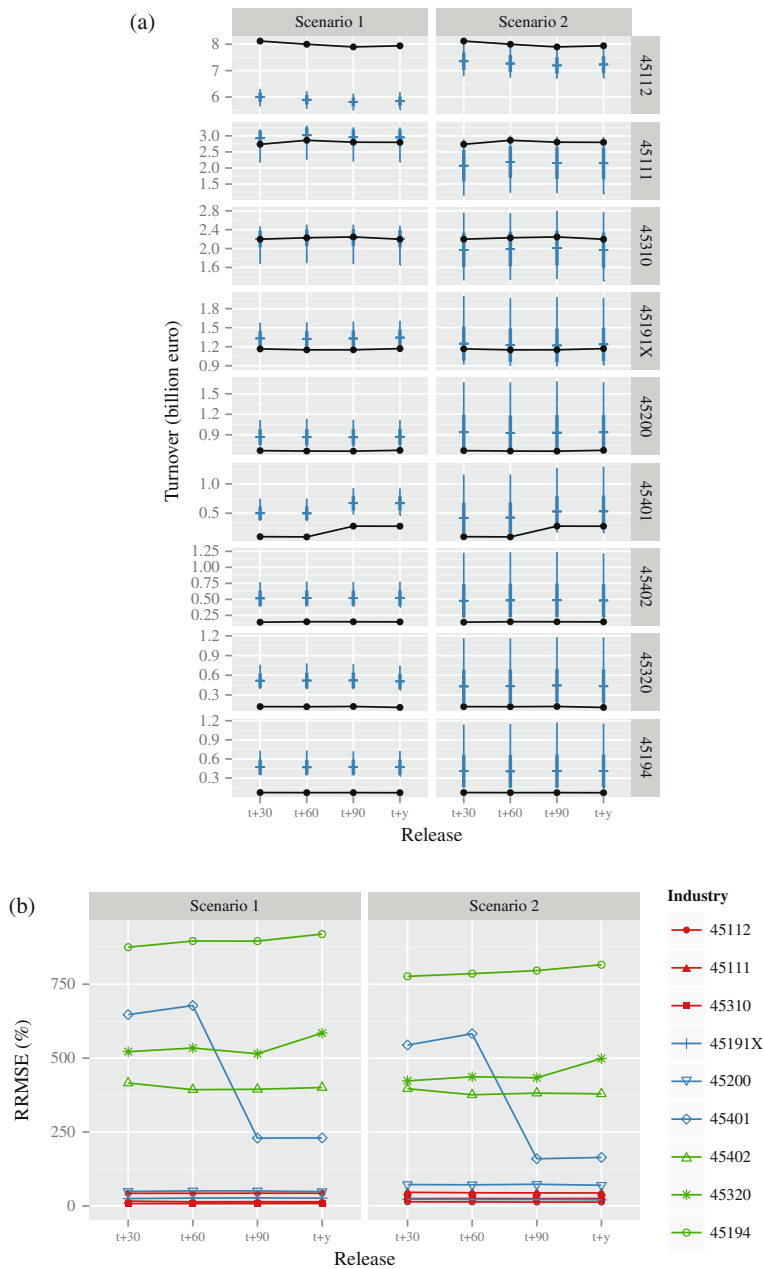 (a)
Scenario 1
Scenario 2
8
7
6
45112
3.0
2.5
2.0
1.5
45111
2.8
2.4
2.0
1.6
45310
1.8
1.5
1.2
0.9
45191X
1.5
1.2
0.9
45200
1.0
0.5
45401
1.25
1.00
0.75
0.50
0.25
45402
1.2
0.9
0.6
0.3
45320
1.2
0.9
0.6
0.3
45194
Turnover (billion euro)
t+30
t+60
t+90
t+y
t+30
t+60
t+90
t+y
Release
(b)
Scenario 1
Scenario 2
750
500
250
0
RRMSE (%)
t+30
t+60
t+90
t+y
t+30
t+60
t+90
t+y
Release
Industry
45112
45111
45310
45191X
45200
45401
45402
45320
45194